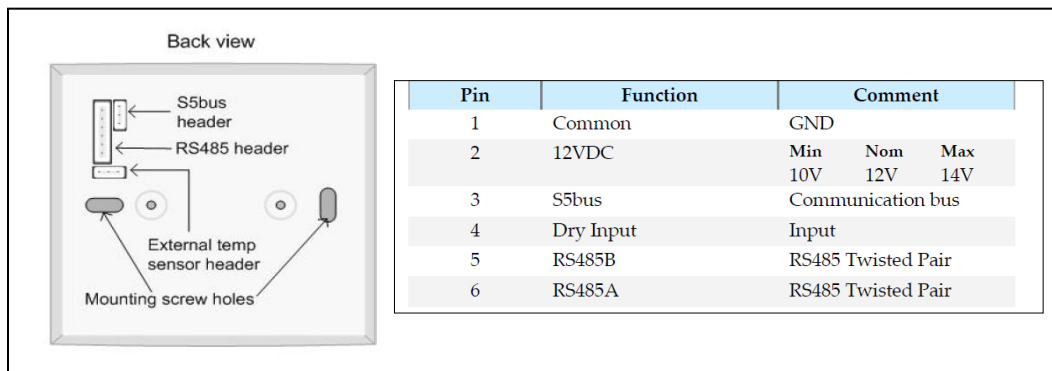 Back view
S5bus
header
RS485 header
External temp
sensor header
Mounting screw holes
Pin Function Comment
1 Common GND
2 12VDC Min Nom Max
10V 12V 14V
3 S5bus Communication bus
4 Dry Input Input
5 RS485B RS485 Twisted Pair
6 RS485A RS485 Twisted Pair